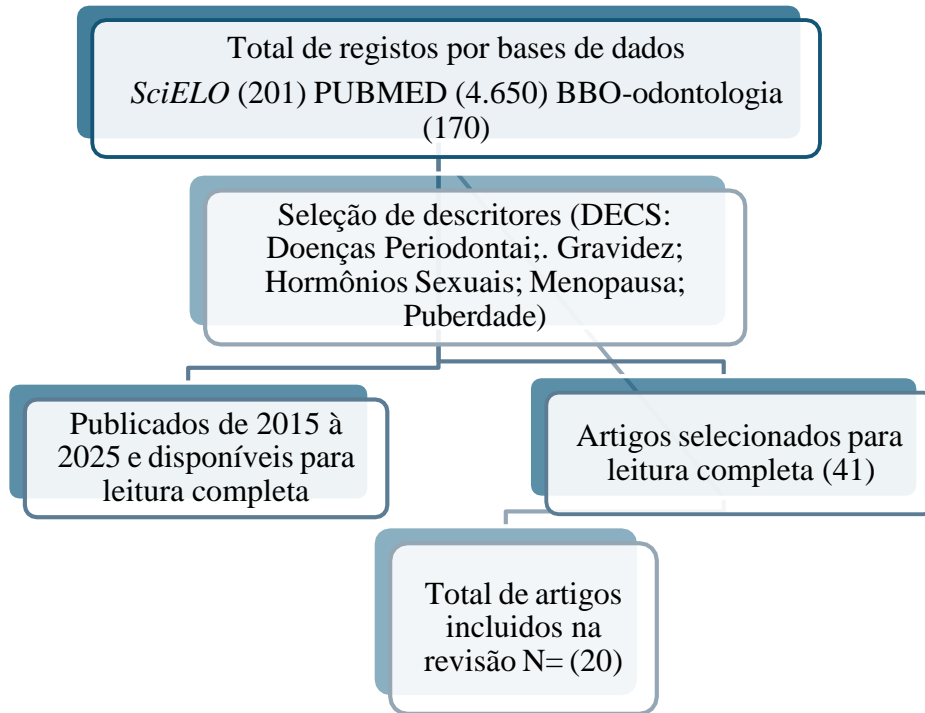 Total de registos por bases de dados
SciELO (201) PUBMED (4.650) BBO-odontologia
(170)
Seleção de descritores (DECS:
Doenças Periodontai;. Gravidez;
Hormônios Sexuais; Menopausa;
Puberdade)
Publicados de 2015 à
2025 e disponíveis para
leitura completa
Artigos selecionados para
leitura completa (41)
Total de artigos
incluidos na
revisão N= (20)